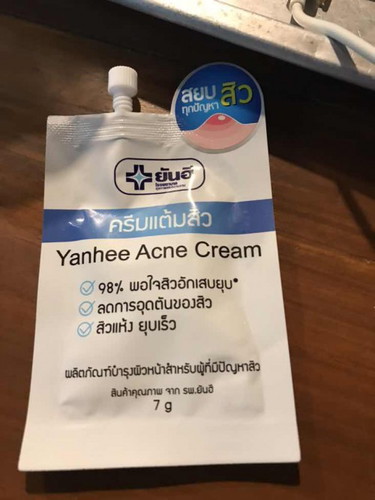 สยบ
ทุกปัญหา
สิว
ยันฮี
ครีมแต้มสิว
Yanhee Acne Cream
98% พอใจสิวอักเสบยุบ*
ลดการอุดตันของสิว
สิวแห้ง ยุบเร็ว
ผลิตภัณฑ์บำรุงผิวหน้าสำหรับผู้ที่มีปัญหาสิว
สินค้าคุณภาพ จาก รพ.ยันฮี
7 g